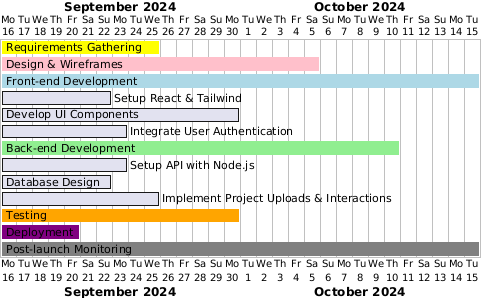 September 2024 October 2024
Mo Tu We Th Fr Sa Su Mo Tu We Th Fr Sa Su Mo Tu We Th Fr Sa Su Mo Tu We Th Fr Sa Su Mo Tu
16 17 18 19 20 21 22 23 24 25 26 27 28 29 30 1 2 3 4 5 6 7 8 9 10 11 12 13 14 15
Requirements Gathering
Design & Wireframes
Front-end Development
Setup React & Tailwind
Develop UI Components
Integrate User Authentication
Back-end Development
Setup API with Node.js
Database Design
Implement Project Uploads & Interactions
Testing
Deployment
Post-launch Monitoring
Mo Tu We Th Fr Sa Su Mo Tu We Th Fr Sa Su Mo Tu We Th Fr Sa Su Mo Tu We Th Fr Sa Su Mo Tu
16 17 18 19 20 21 22 23 24 25 26 27 28 29 30 1 2 3 4 5 6 7 8 9 10 11 12 13 14 15
September 2024 October 2024